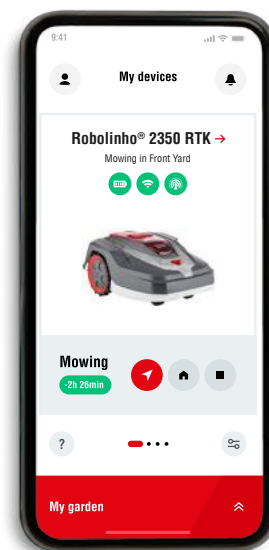 9:41
My devices
Robolinho® 2350 RTK →
Mowing in Front Yard
Mowing
-2h 26min
?
My garden